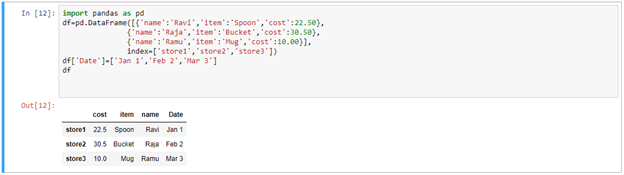 In [12]: import pandas as pd
df=pd.DataFrame([{'name':'Ravi','item':'Spoon','cost':22.50},
{'name':'Raja','item':'Bucket','cost':30.50},
{'name':'Ramu','item':'Mug','cost':10.00}],
index=['store1','store2','store3'])
df['Date']=['Jan 1','Feb 2','Mar 3']
df
Out[12]:
cost item name Date
store1 22.5 Spoon Ravi Jan 1
store2 30.5 Bucket Raja Feb 2
store3 10.0 Mug Ramu Mar 3